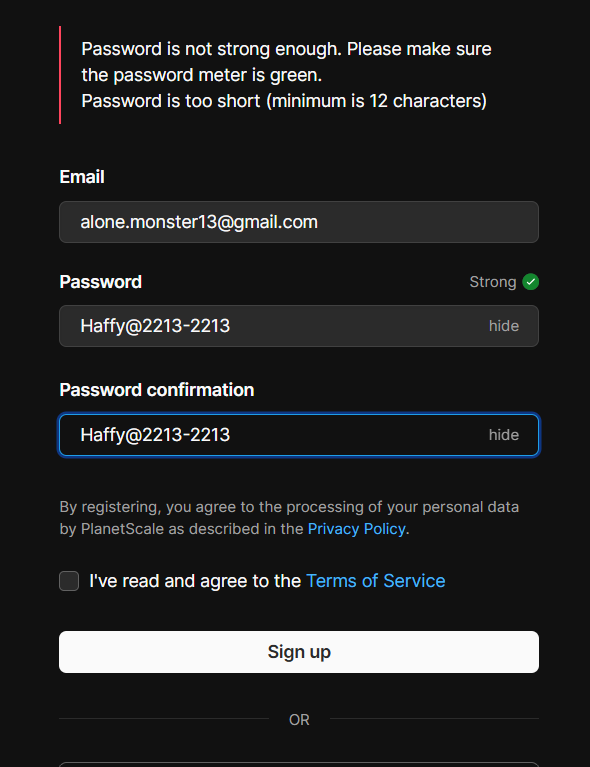 Password is not strong enough. Please make sure
the password meter is green.
Password is too short (minimum is 12 characters)
Email
alone.monster13@gmail.com
Password Strong
Haffy@2213-2213 hide
Password confirmation
Haffy@2213-2213 hide
By registering, you agree to the processing of your personal data
by PlanetScale as described in the Privacy Policy.
I've read and agree to the Terms of Service
Sign up
OR